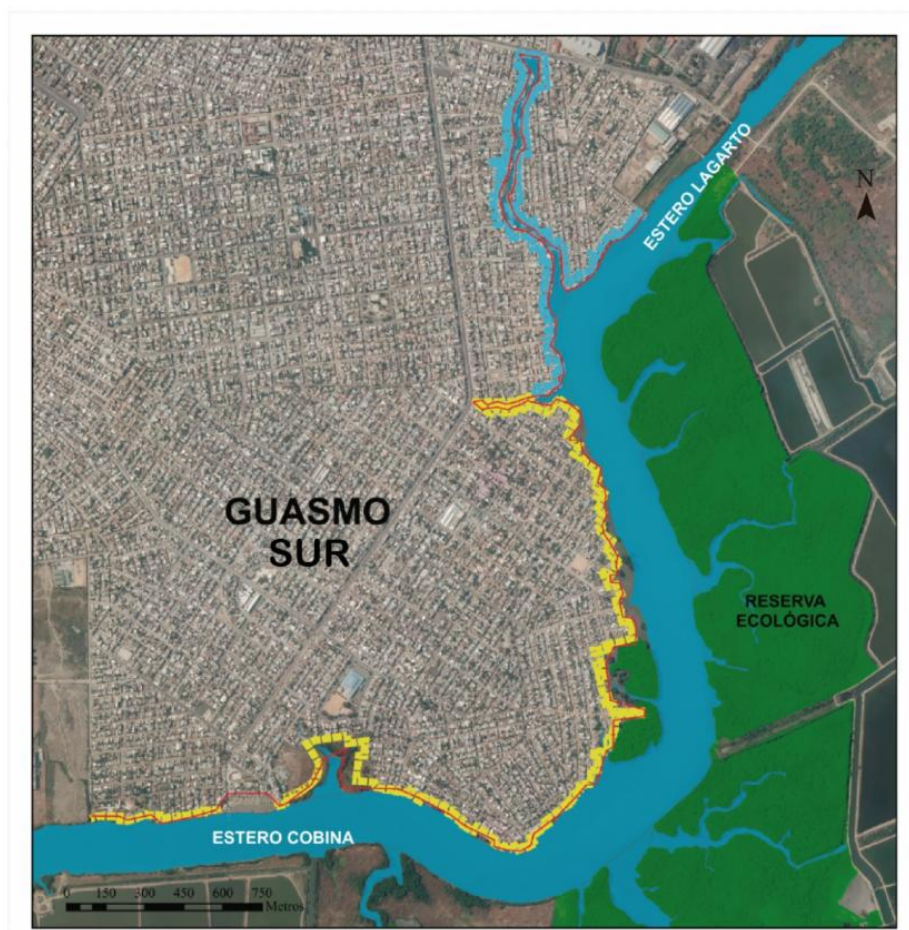 N
ESTERO LAGARTO
GUASMO
SUR
RESERVA
ECOLÓGICA
ESTERO COBINA
0 150 300 450 600 750
Metros